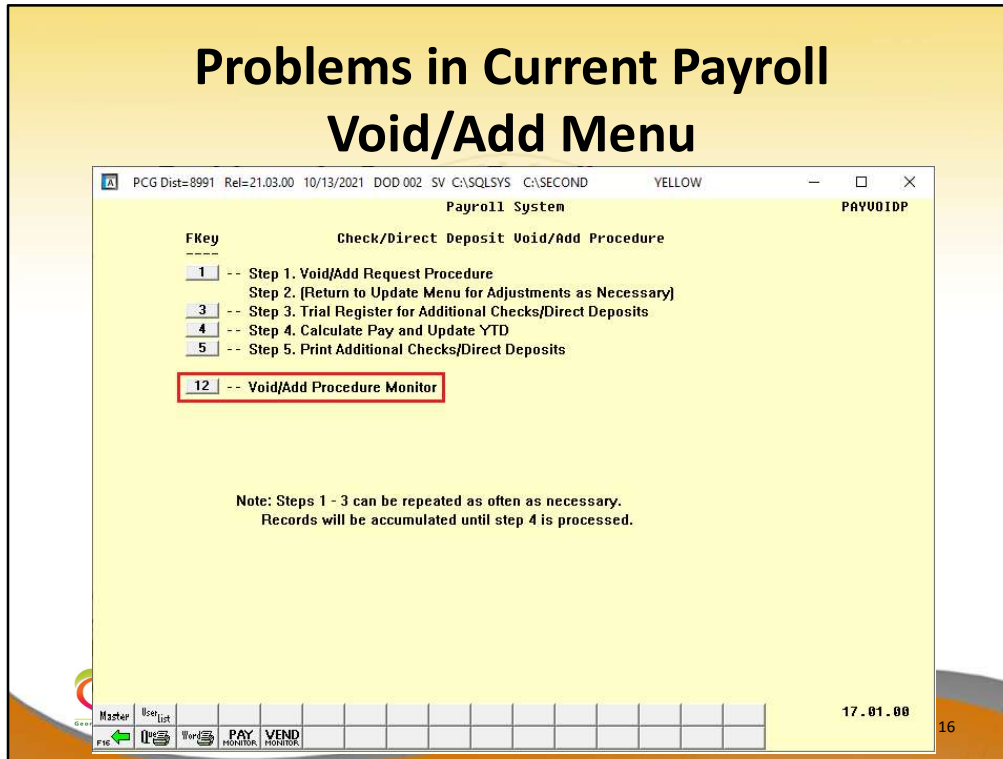 Problems in Current Payroll
Void/Add Menu
PCG Dist=8991 Rel=21.03.00 10/13/2021 DOD 002 SV C:\SQLSYS C:\SECOND YELLOW
Payroll System PAYVOIDP
FKey Check/Direct Deposit Void/Add Procedure
----
1 -- Step 1. Void/Add Request Procedure
Step 2. (Return to Update Menu for Adjustments as Necessary)
3 -- Step 3. Trial Register for Additional Checks/Direct Deposits
4 -- Step 4. Calculate Pay and Update YTD
5 -- Step 5. Print Additional Checks/Direct Deposits
12 -- Void/Add Procedure Monitor
Note: Steps 1 - 3 can be repeated as often as necessary.
Records will be accumulated until step 4 is processed.
Master User List 17.01.00
F16 Que Word PAY MONITOR VEND MONITOR
16